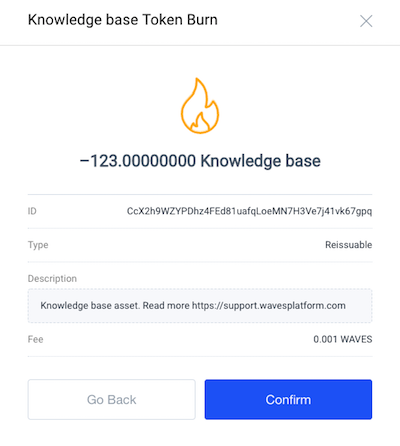 Knowledge base Token Burn
−123.00000000 Knowledge base
ID CcX2h9WZYPDhz4FEd81uafqLoeMN7H3Ve7j41vk67gpq
Type Reissuable
Description
Knowledge base asset. Read more https://support.wavesplatform.com
Fee 0.001 WAVES
Go Back Confirm